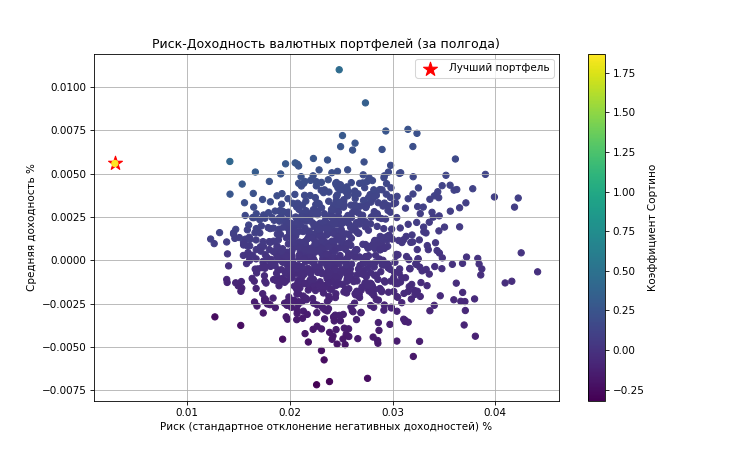 Риск-Доходность валютных портфелей (за полгода)
Лучший портфель
Средняя доходность %
0.0100
0.0075
0.0050
0.0025
0.0000
−0.0025
−0.0050
−0.0075
0.01 0.02 0.03 0.04
Риск (стандартное отклонение негативных доходностей) %
1.75
1.50
1.25
1.00
0.75
0.50
0.25
0.00
−0.25
Коэффициент Сортино